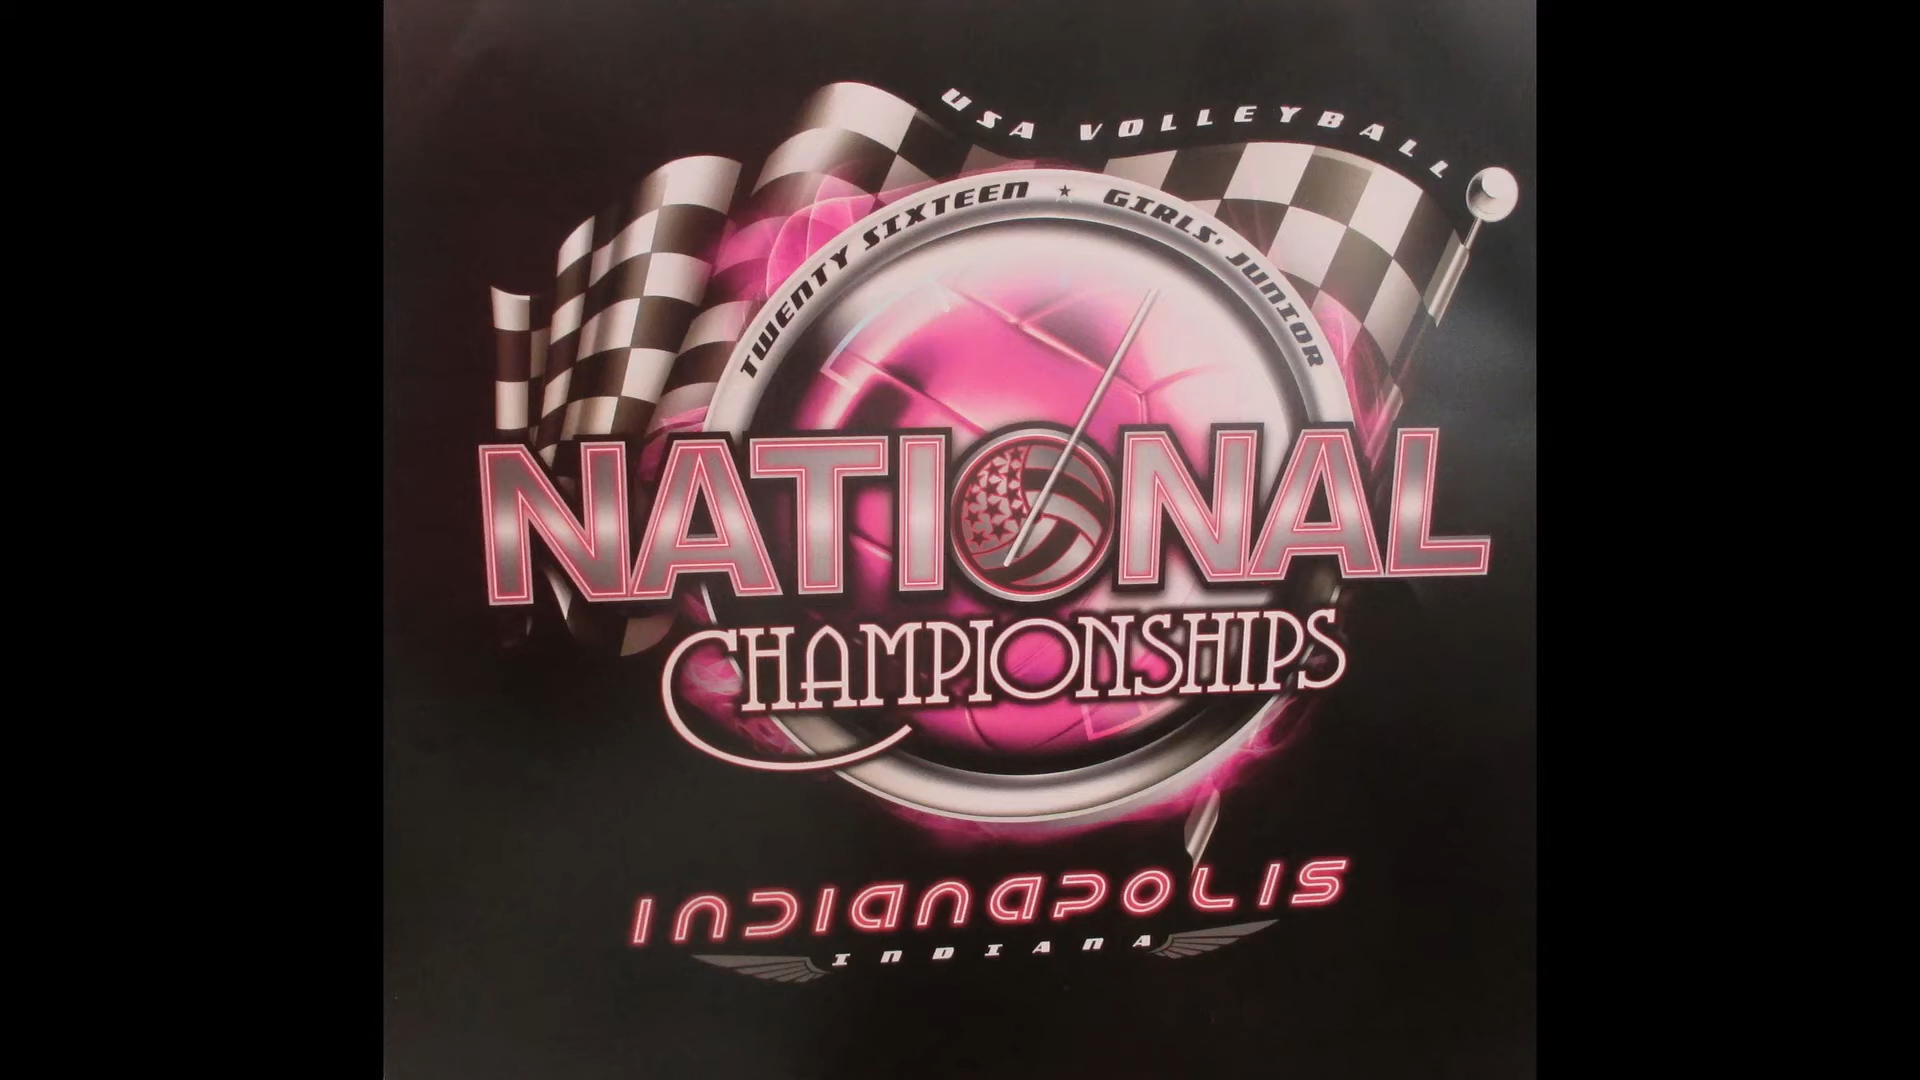 USA VOLLEYBALL
TWENTY SIXTEEN ★ GIRLS' JUNIOR
NATIONAL
CHAMPIONSHIPS
INDIANAPOLIS
INDIANA